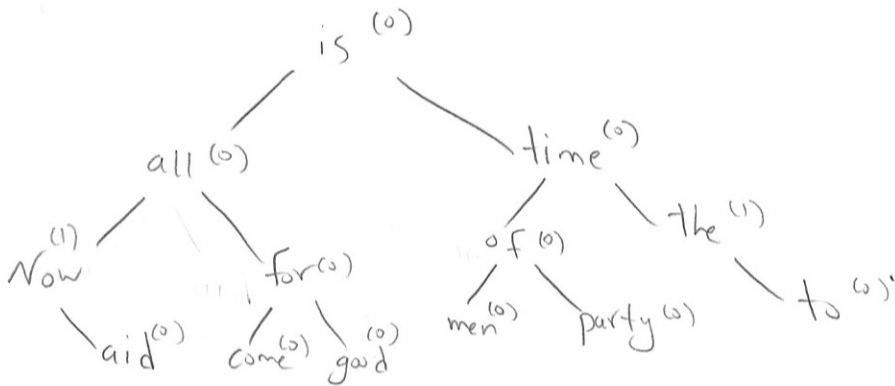 is (0)
all (0) time (0)
Now (1) for (0) of (0) the (1)
aid (0) come (0) good (0) men (0) party (0) to (0)